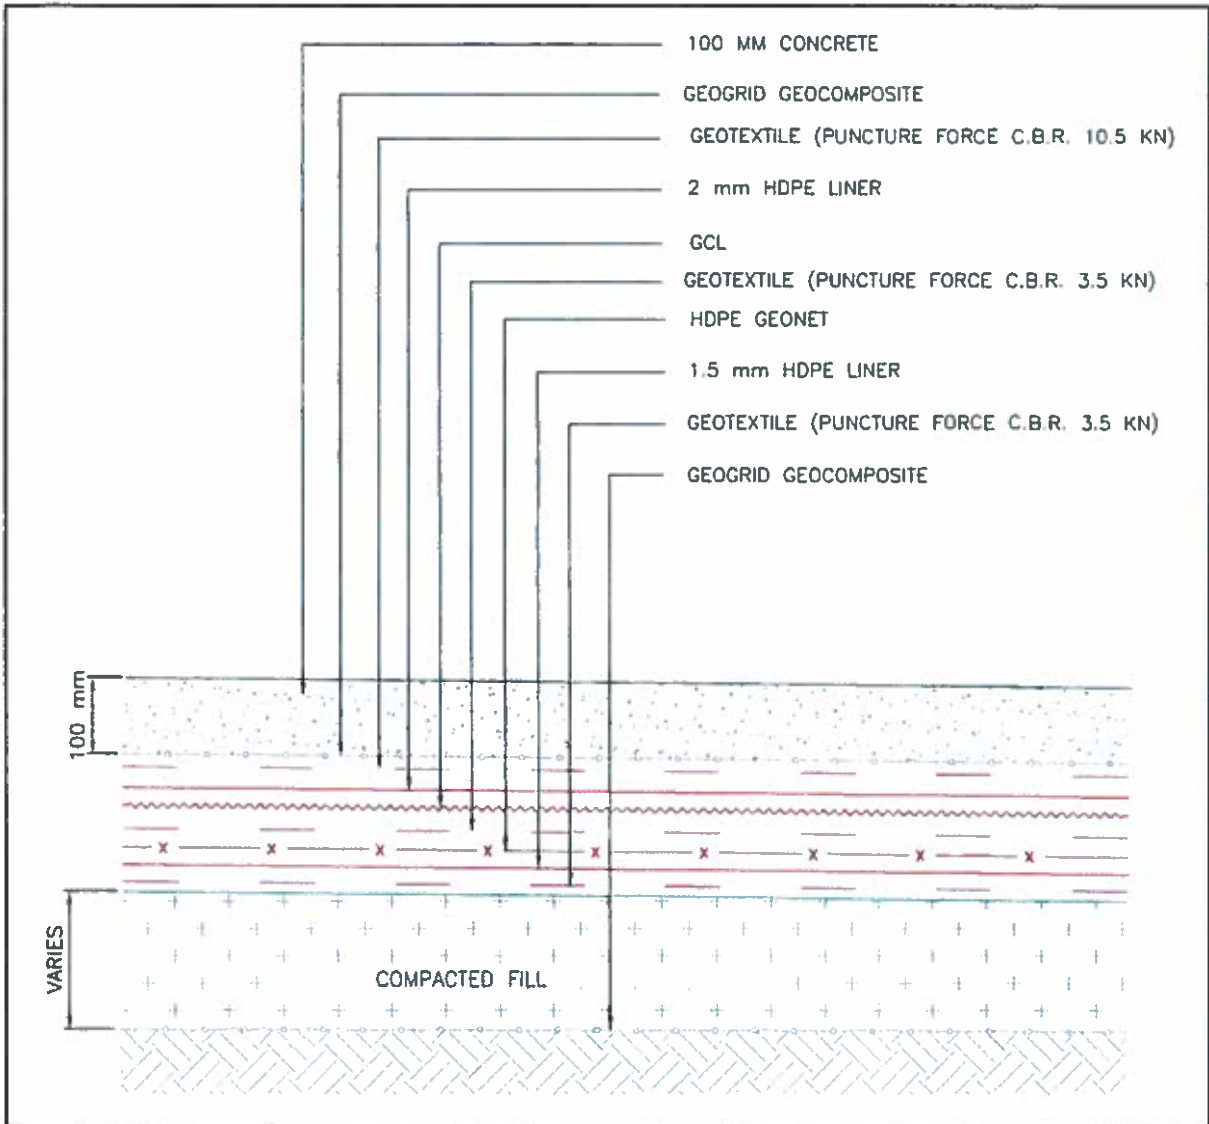 100 MM CONCRETE
GEOGRID GEOCOMPOSITE
GEOTEXTILE (PUNCTURE FORCE C.B.R. 10.5 KN)
2 mm HDPE LINER
GCL
GEOTEXTILE (PUNCTURE FORCE C.B.R. 3.5 KN)
HDPE GEONET
1.5 mm HDPE LINER
GEOTEXTILE (PUNCTURE FORCE C.B.R. 3.5 KN)
GEOGRID GEOCOMPOSITE
100 mm
VARIES
COMPACTED FILL